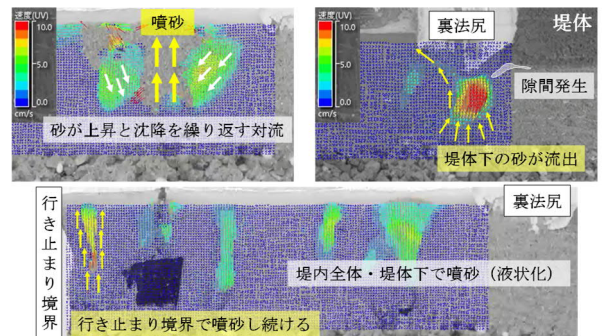 速度(UV)
10.0
5.0
0.0
cm/s
噴砂
砂が上昇と沈降を繰り返す対流
速度(UV)
10.0
5.0
0.0
cm/s
裏法尻
堤体
隙間発生
堤体下の砂が流出
行き止まり境界
裏法尻
堤内全体・堤体下で噴砂（液状化）
行き止まり境界で噴砂し続ける